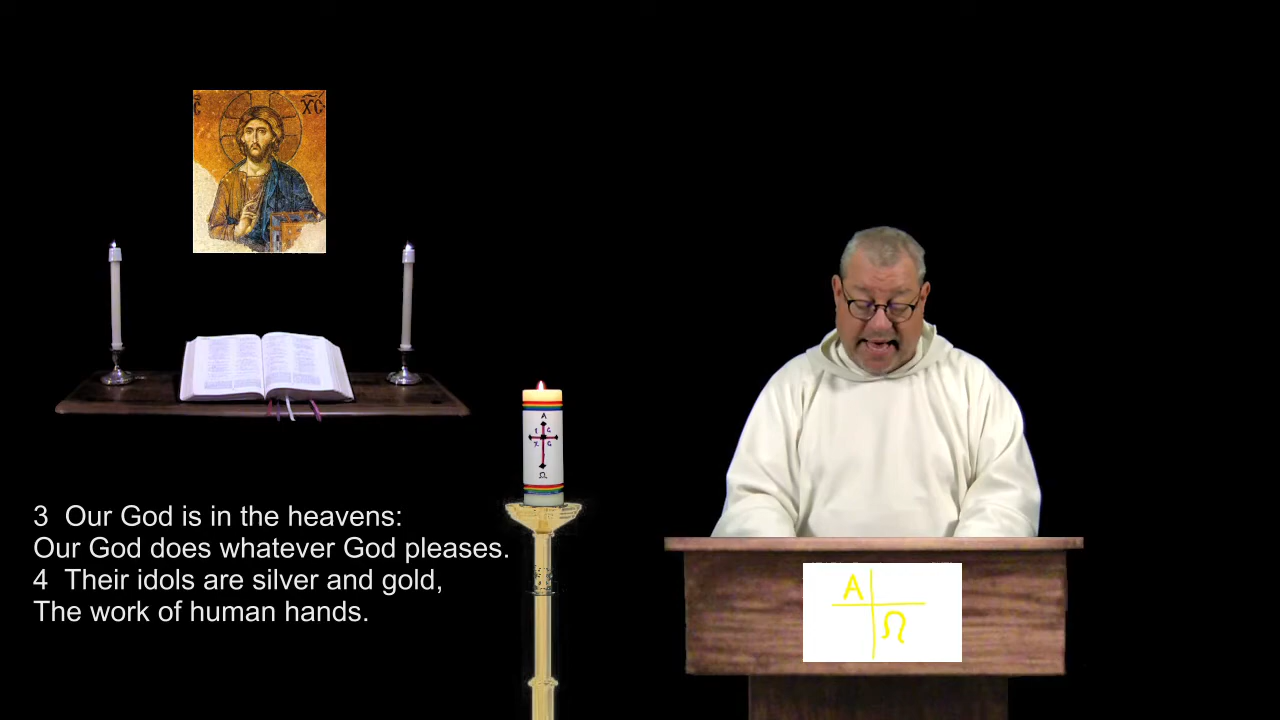 C XC
A
I C
X C
Ω
3 Our God is in the heavens:
Our God does whatever God pleases.
4 Their idols are silver and gold,
The work of human hands.
A
Ω